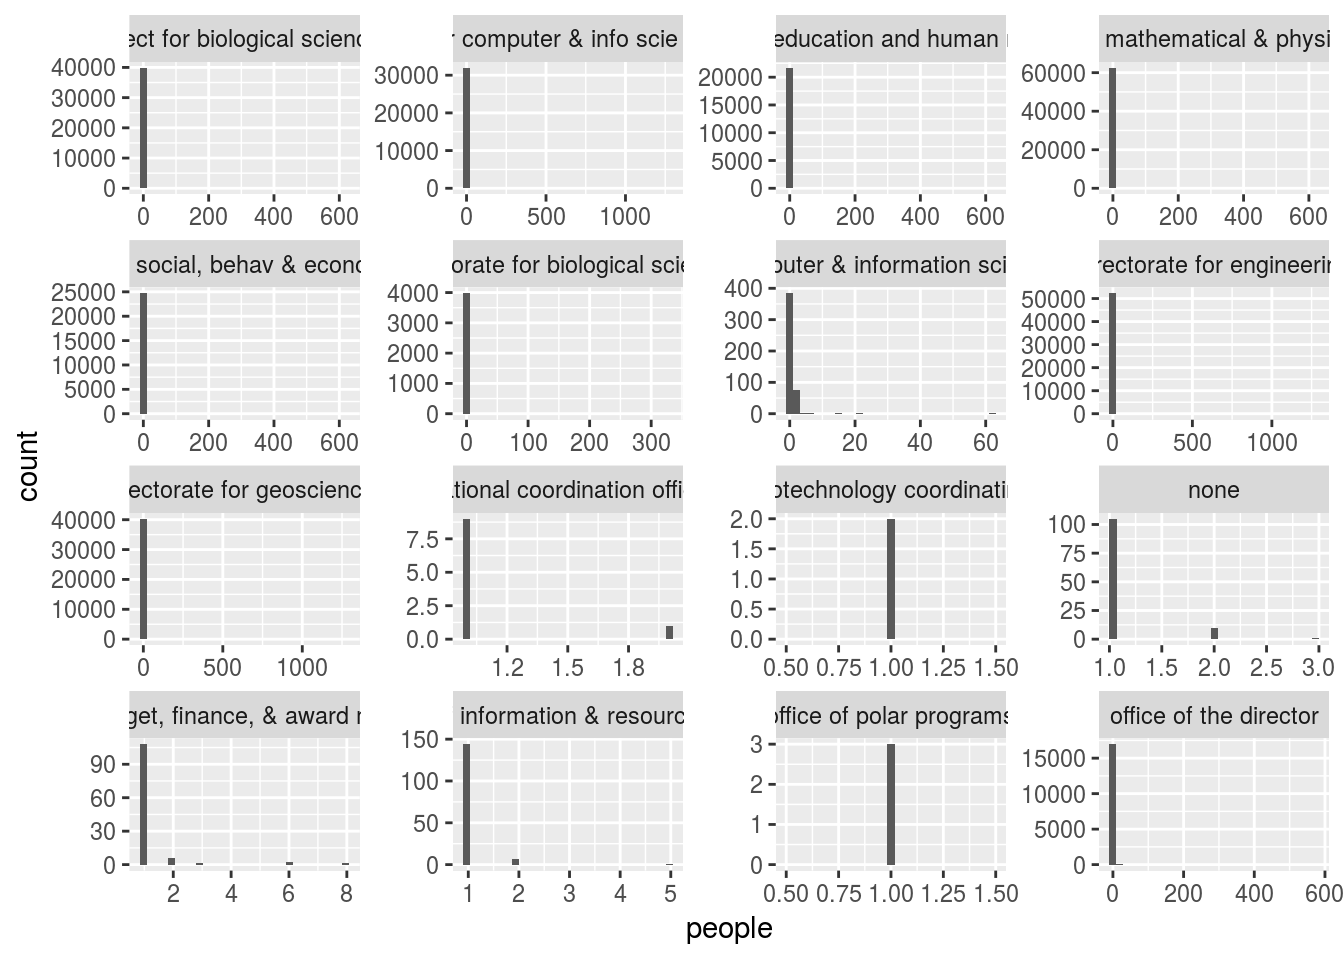 ect for biological scienc
r computer & info scie
education and human r
mathematical & physi
40000
30000
20000
10000
0
0 200 400 600
30000
20000
10000
0
0 500 1000
20000
15000
10000
5000
0
0 200 400 600
60000
40000
20000
0
0 200 400 600
social, behav & econo
orate for biological scie
outer & information sci
rectorate for engineerin
25000
20000
15000
10000
5000
0
0 200 400 600
4000
3000
2000
1000
0
0 100 200 300
400
300
200
100
0
0 20 40 60
50000
40000
30000
20000
10000
0
0 500 1000
count
ectorate for geoscienc
ational coordination offi
otechnology coordinati
none
40000
30000
20000
10000
0
0 500 1000
7.5
5.0
2.5
0.0
1.2 1.5 1.8
2.0
1.5
1.0
0.5
0.0
0.50 0.75 1.00 1.25 1.50
100
75
50
25
0
1.0 1.5 2.0 2.5 3.0
get, finance, & award r
information & resourc
office of polar programs
office of the director
90
60
30
0
2 4 6 8
150
100
50
0
1 2 3 4 5
3
2
1
0
0.50 0.75 1.00 1.25 1.50
15000
10000
5000
0
0 200 400 600
people